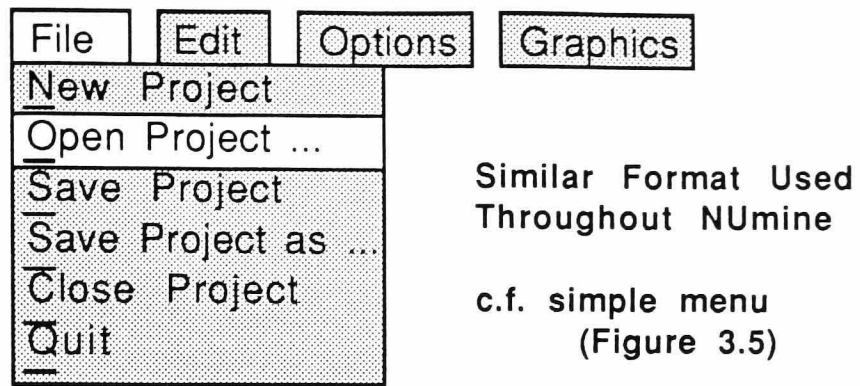 File Edit Options Graphics
New Project
Open Project ...
Save Project
Save Project as ...
Close Project
Quit
Similar Format Used
Throughout NUmine
c.f. simple menu
(Figure 3.5)